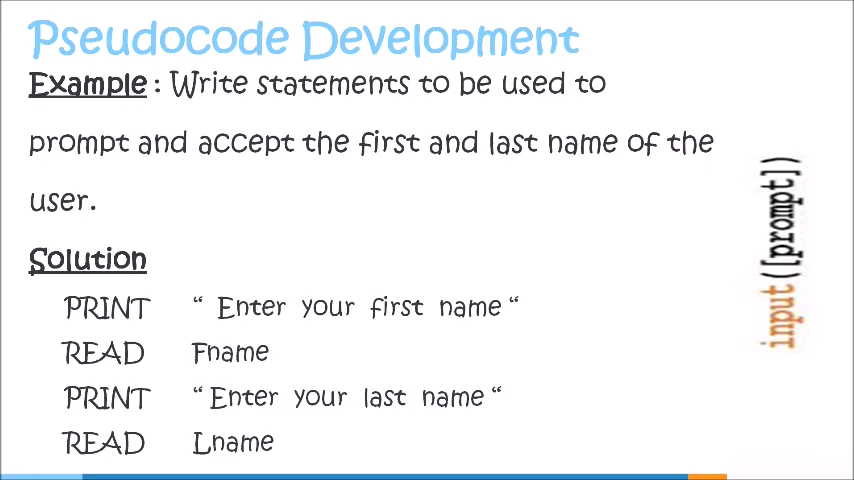 Pseudocode Development
Example : Write statements to be used to
prompt and accept the first and last name of the
user.
Solution
PRINT “ Enter your first name “
READ Fname
PRINT “ Enter your last name “
READ Lname
input([prompt])